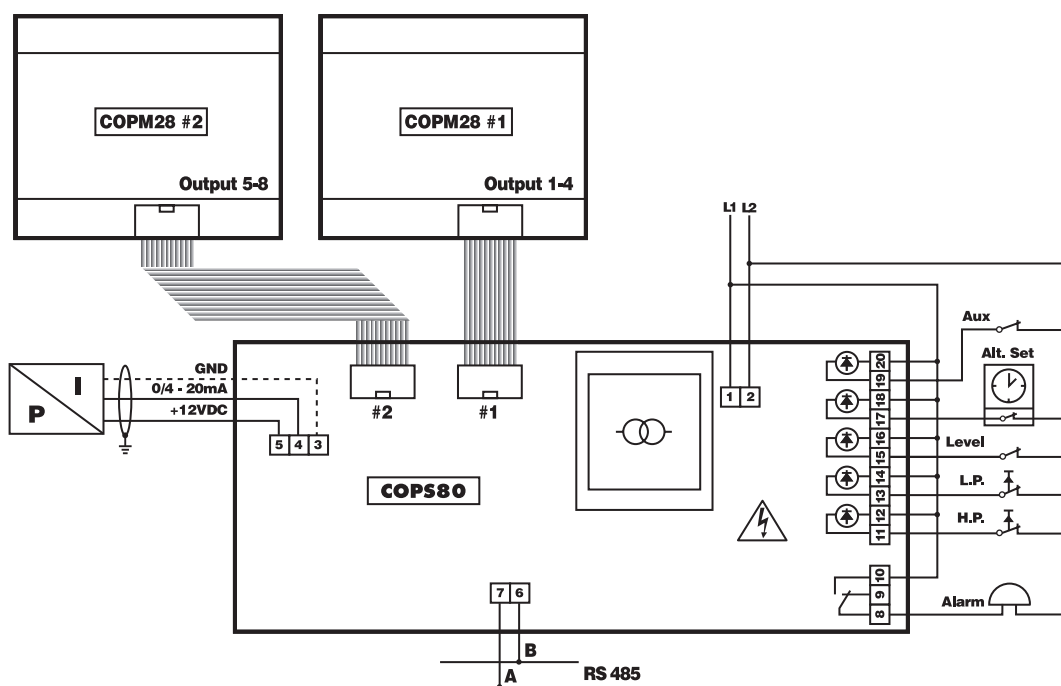 COPM28 #2
COPM28 #1
Output 5-8
Output 1-4
L1 L2
Aux
Alt. Set
GND
0/4 - 20mA
+12VDC
I
P
#2
#1
1 2
20
19
18
17
16
15
14
13
12
11
Level
L.P.
H.P.
5 4 3
COPS80
10
9
8
Alarm
7 6
B
A
RS 485